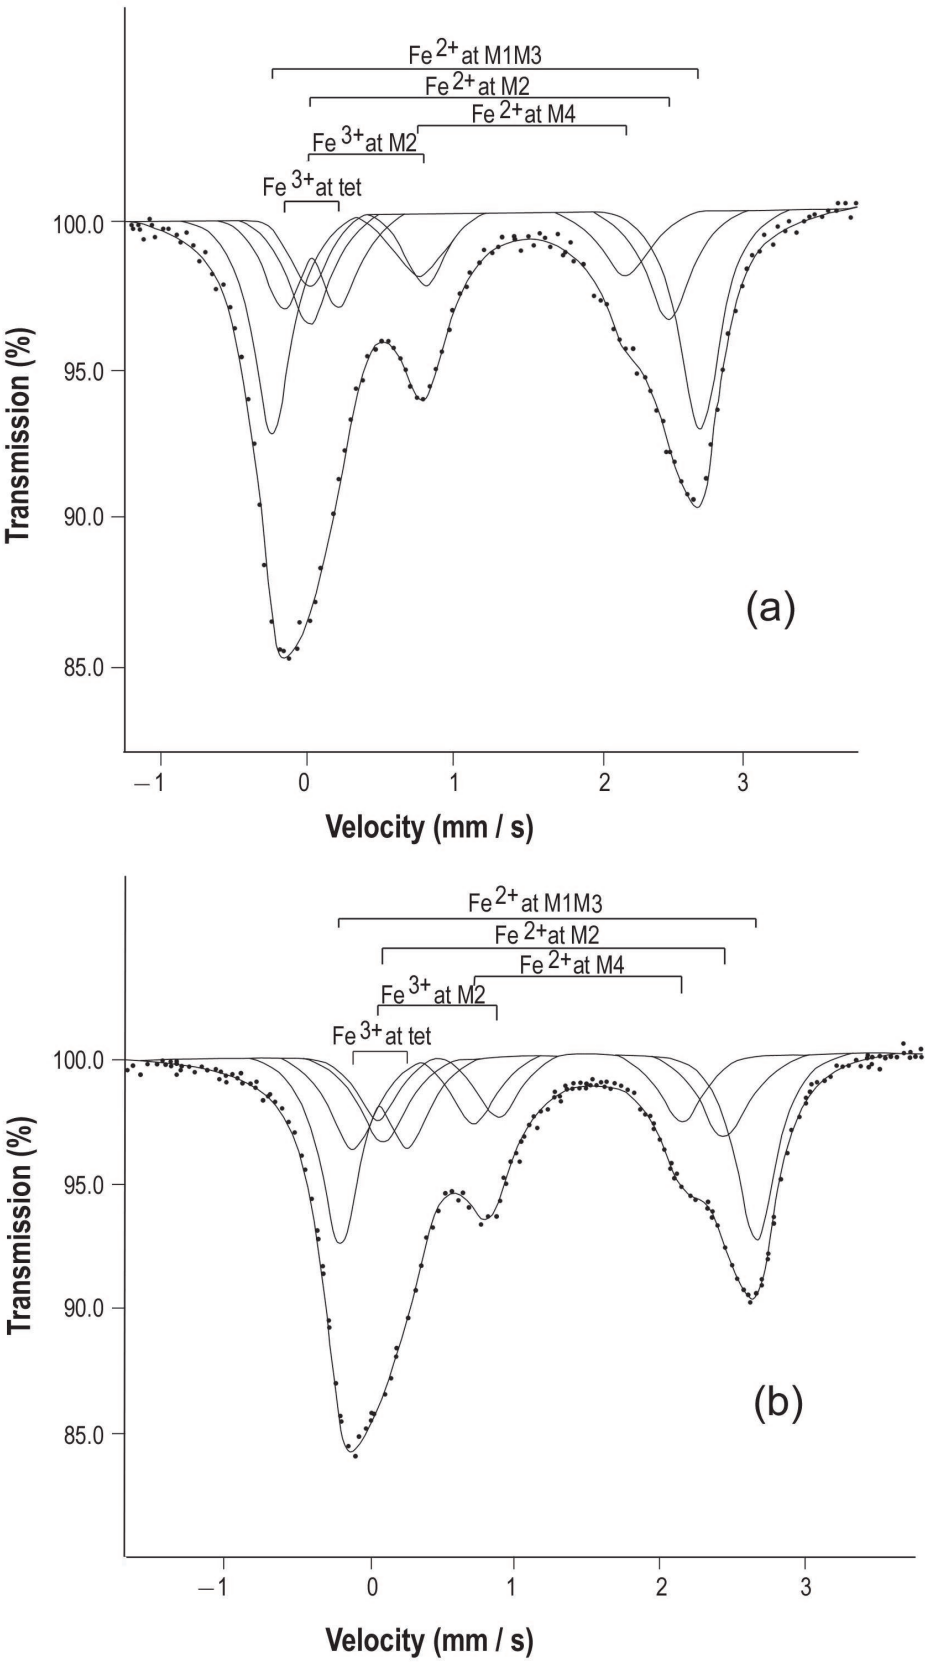 Fe2+ at M1M3
Fe2+ at M2
Fe2+ at M4
Fe3+ at M2
Fe3+ at tet
100.0
95.0
90.0
85.0
Transmission (%)
(a)
–1 0 1 2 3
Velocity (mm / s)
Fe2+ at M1M3
Fe2+ at M2
Fe2+ at M4
Fe3+ at M2
Fe3+ at tet
100.0
95.0
90.0
85.0
Transmission (%)
(b)
–1 0 1 2 3
Velocity (mm / s)